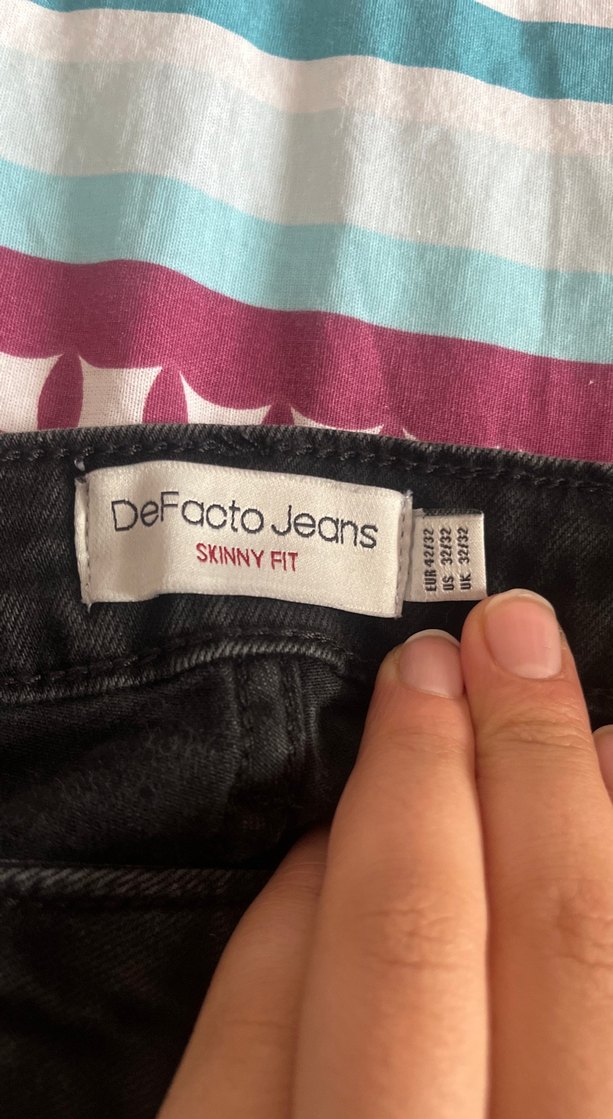 DeFacto Jeans
SKINNY FIT
EUR 42/32
US 32/32
UK 32/32